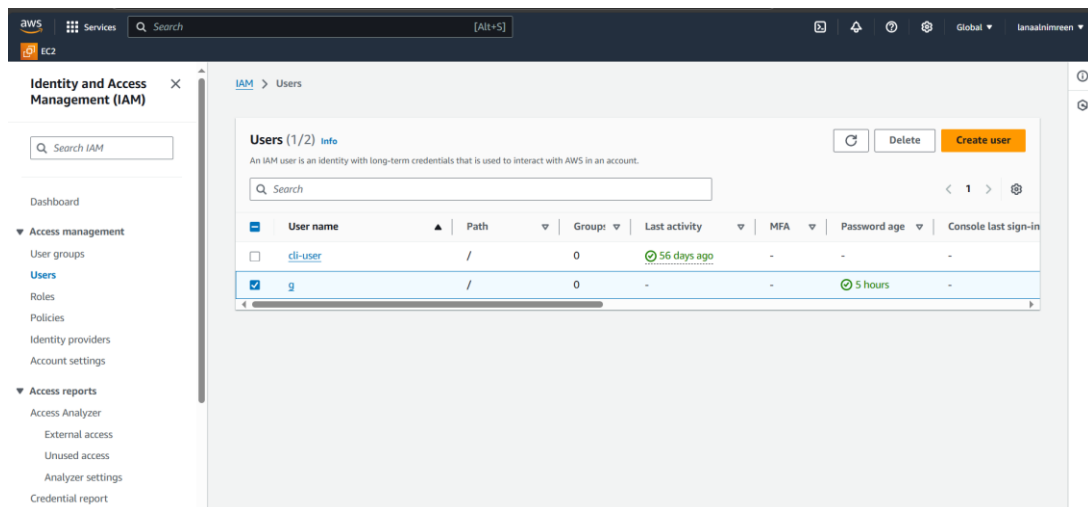 aws Services Search [Alt+S] Global lanaalnimreen
EC2
Identity and Access Management (IAM)
Search IAM
Dashboard
Access management
User groups
Users
Roles
Policies
Identity providers
Account settings
Access reports
Access Analyzer
External access
Unused access
Analyzer settings
Credential report
IAM > Users
Users (1/2) Info
Delete
Create user
An IAM user is an identity with long-term credentials that is used to interact with AWS in an account.
Search
1
User name Path Groups Last activity MFA Password age Console last sign-in
cli-user / 0 56 days ago - - -
g / 0 - - 5 hours -